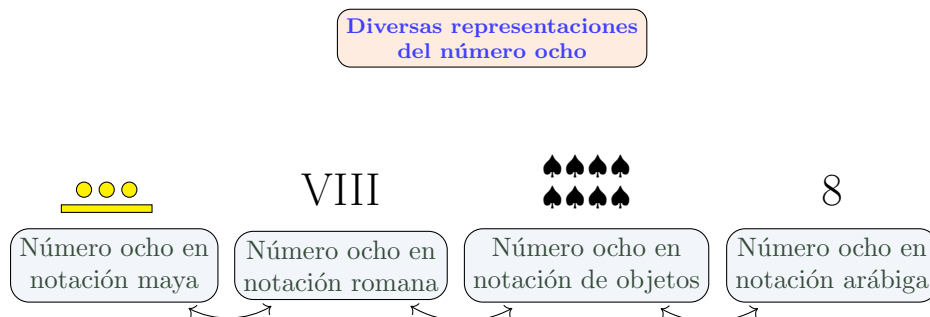 Diversas representaciones
del número ocho
VIII
8
Número ocho en
notación maya
Número ocho en
notación romana
Número ocho en
notación de objetos
Número ocho en
notación arábiga